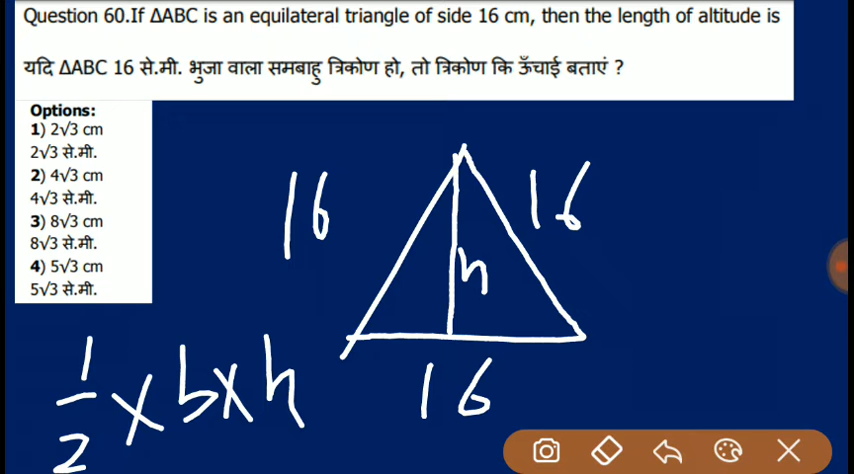 Question 60.If ΔABC is an equilateral triangle of side 16 cm, then the length of altitude is
यदि ΔABC 16 से.मी. भुजा वाला समबाहु त्रिकोण हो, तो त्रिकोण कि ऊँचाई बताएं ?
Options:
1) 2√3 cm
2√3 से.मी.
2) 4√3 cm
4√3 से.मी.
3) 8√3 cm
8√3 से.मी.
4) 5√3 cm
5√3 से.मी.
16
16
h
16
1/2 × b × h